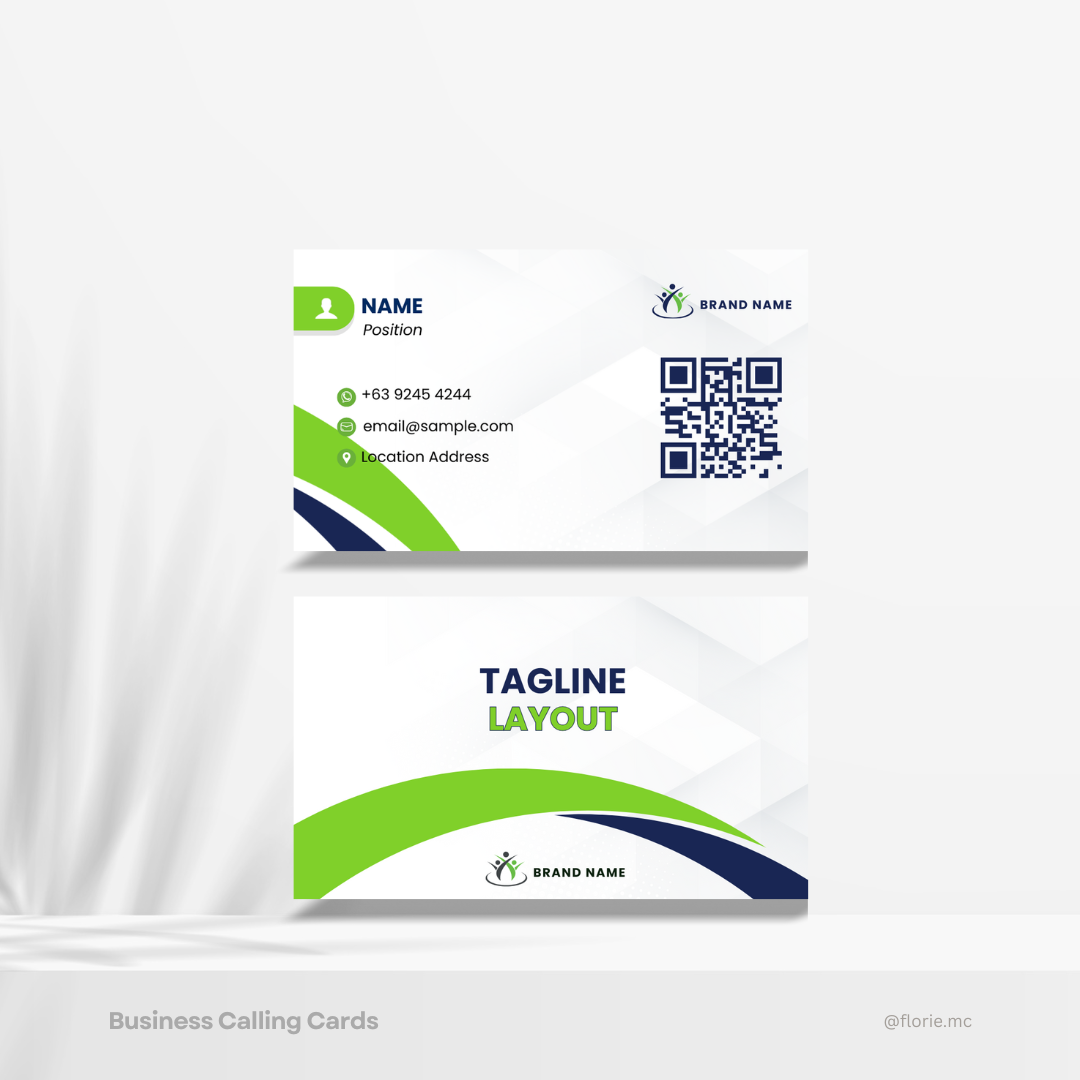 NAME
Position
BRAND NAME
+63 9245 4244
email@sample.com
Location Address
TAGLINE
LAYOUT
BRAND NAME
Business Calling Cards
@florie.mc